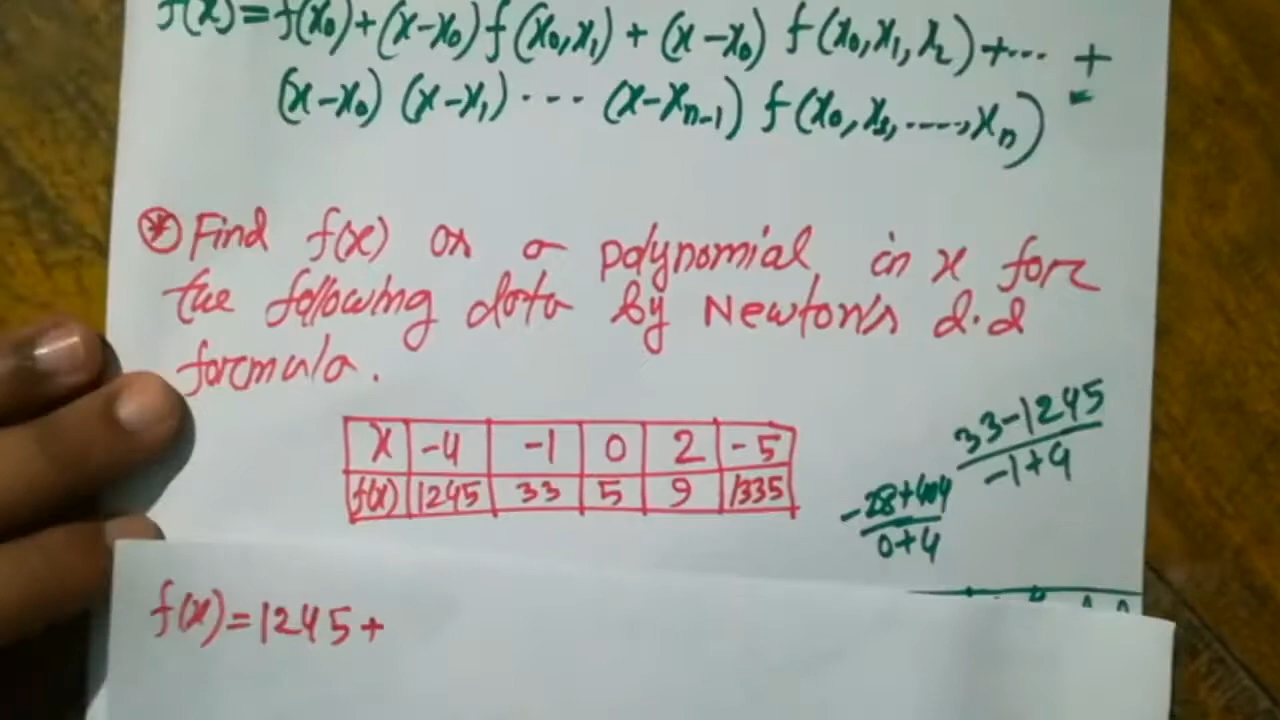 f(x)=f(x₀)+(x-x₀)f(x₀,x₁)+(x-x₀) f(x₀,x₁,x₂)+... +
(x-x₀) (x-x₁) ... (x-xₙ₋₁) f(x₀,x₁,....,xₙ)
* Find f(x) as a polynomial in x for
the following data by Newton's d.d
formula.
x -4 -1 0 2 -5
f(x) 1245 33 5 9 1335
33-1245
-1+4
-28+404
0+4
f(x)=1245+